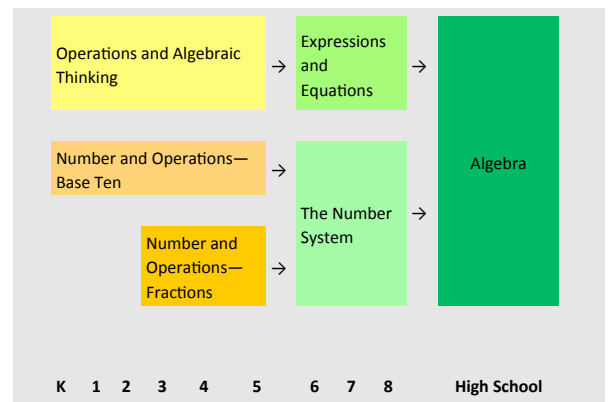 Operations and Algebraic
Thinking
→
Expressions
and
Equations
→
Number and Operations—
Base Ten
→
The Number
System
→
Algebra
Number and
Operations—
Fractions
→
K 1 2 3 4 5 6 7 8 High School